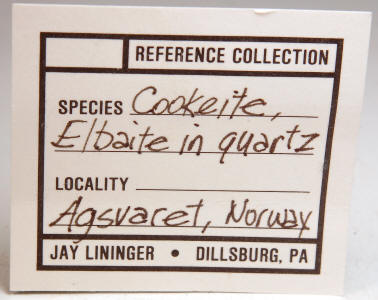 REFERENCE COLLECTION
SPECIES Cookeite,
Elbaite in quartz
LOCALITY
Agsvaret, Norway
JAY LININGER • DILLSBURG, PA